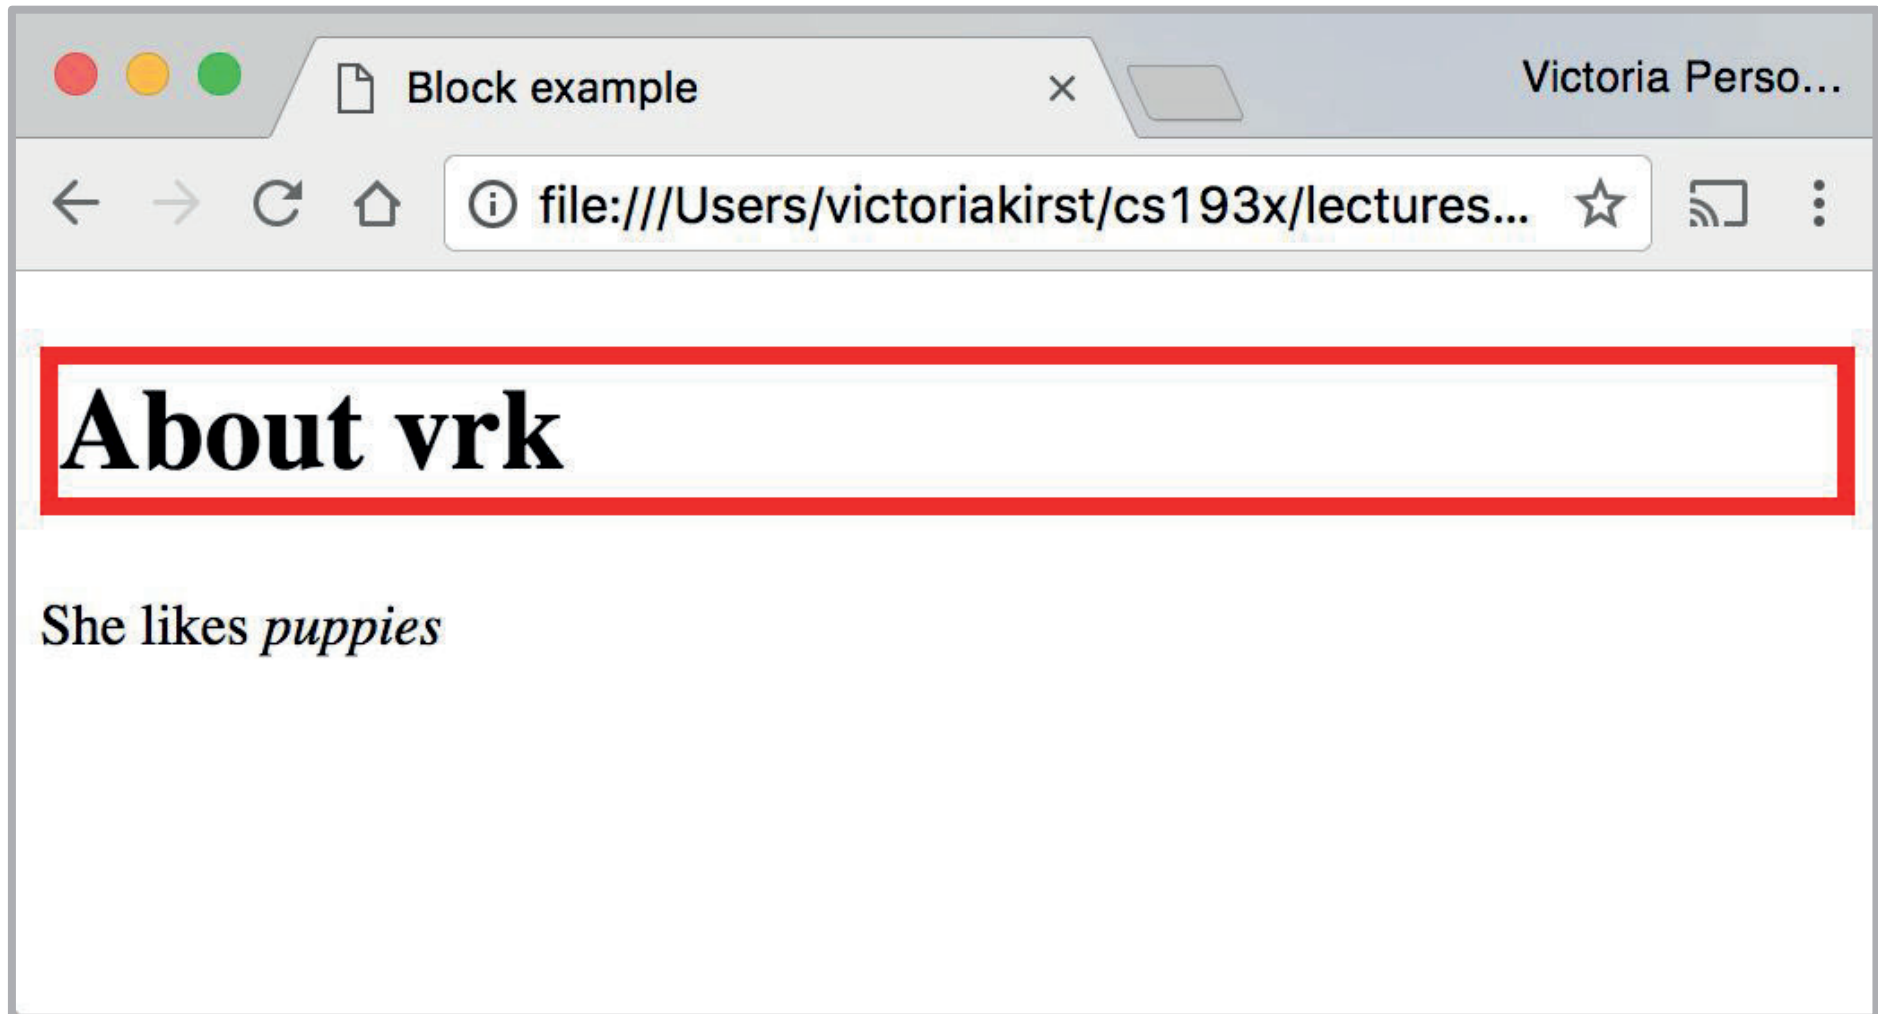 Block example
Victoria Perso...
file:///Users/victoriakirst/cs193x/lectures...
About vrk
She likes puppies